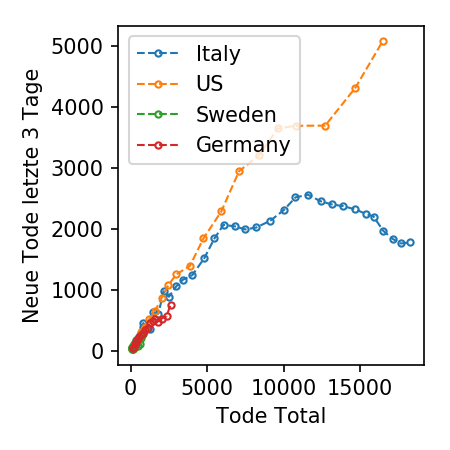 Italy
US
Sweden
Germany
5000
4000
3000
2000
1000
0
Neue Tode letzte 3 Tage
0 5000 10000 15000
Tode Total